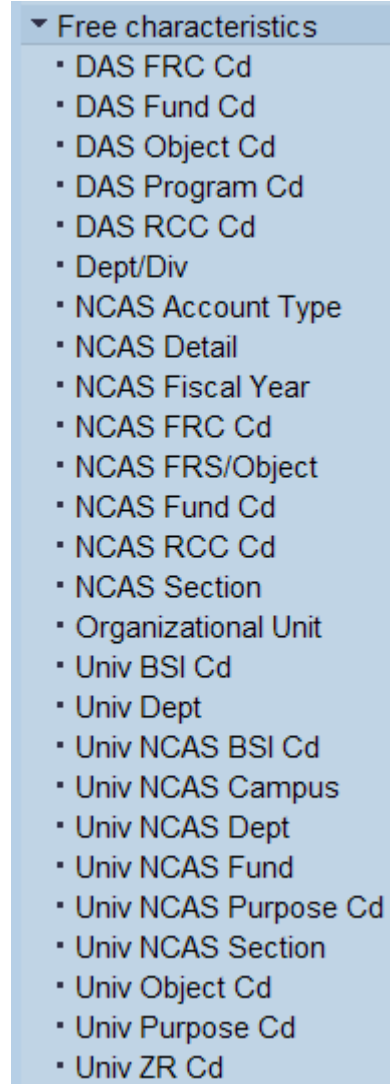 Free characteristics
DAS FRC Cd
DAS Fund Cd
DAS Object Cd
DAS Program Cd
DAS RCC Cd
Dept/Div
NCAS Account Type
NCAS Detail
NCAS Fiscal Year
NCAS FRC Cd
NCAS FRS/Object
NCAS Fund Cd
NCAS RCC Cd
NCAS Section
Organizational Unit
Univ BSI Cd
Univ Dept
Univ NCAS BSI Cd
Univ NCAS Campus
Univ NCAS Dept
Univ NCAS Fund
Univ NCAS Purpose Cd
Univ NCAS Section
Univ Object Cd
Univ Purpose Cd
Univ ZR Cd